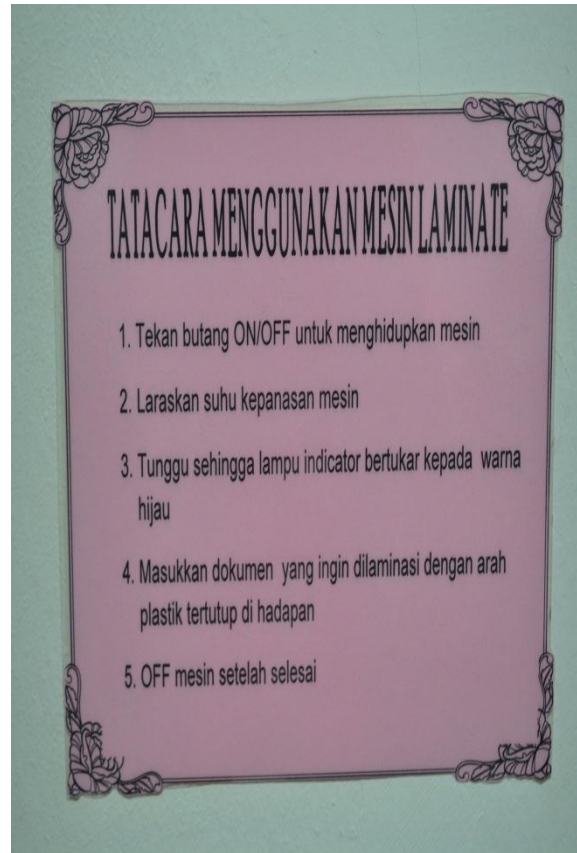 TATACARA MENGGUNAKAN MESIN LAMINATE
1. Tekan butang ON/OFF untuk menghidupkan mesin
2. Laraskan suhu kepanasan mesin
3. Tunggu sehingga lampu indicator bertukar kepada warna
hijau
4. Masukkan dokumen yang ingin dilaminasi dengan arah
plastik tertutup di hadapan
5. OFF mesin setelah selesai